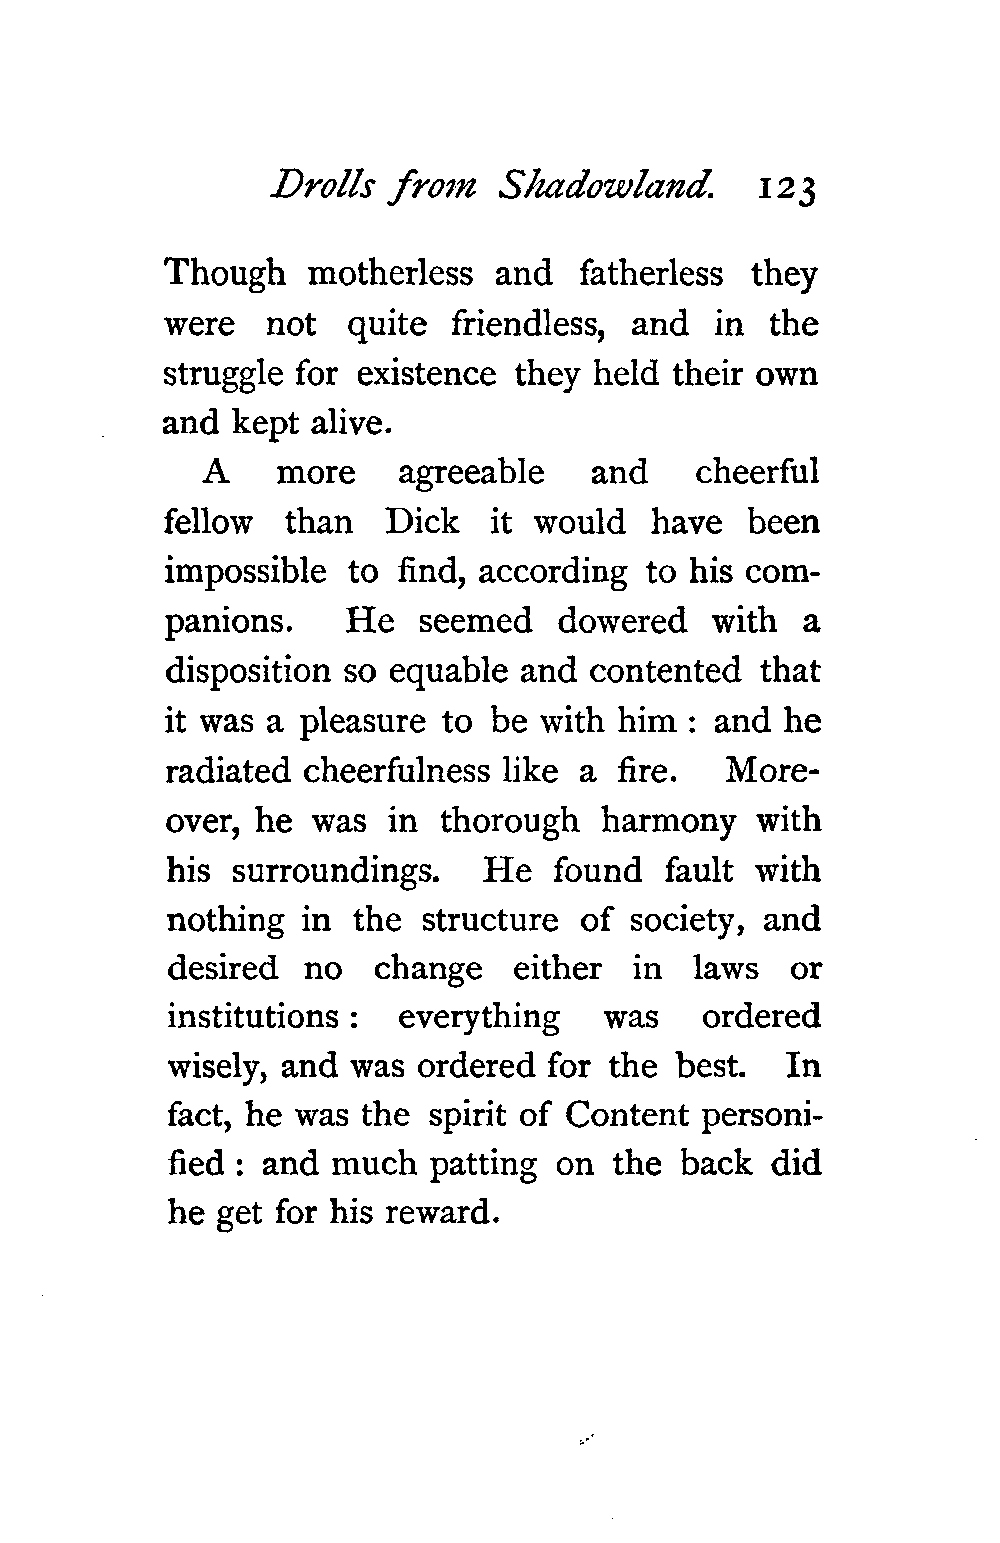 Drolls from Shadowland. 123
Though motherless and fatherless they
were not quite friendless, and in the
struggle for existence they held their own
and kept alive.
A more agreeable and cheerful
fellow than Dick it would have been
impossible to find, according to his com-
panions. He seemed dowered with a
disposition so equable and contented that
it was a pleasure to be with him : and he
radiated cheerfulness like a fire. More-
over, he was in thorough harmony with
his surroundings. He found fault with
nothing in the structure of society, and
desired no change either in laws or
institutions : everything was ordered
wisely, and was ordered for the best. In
fact, he was the spirit of Content personi-
fied : and much patting on the back did
he get for his reward.